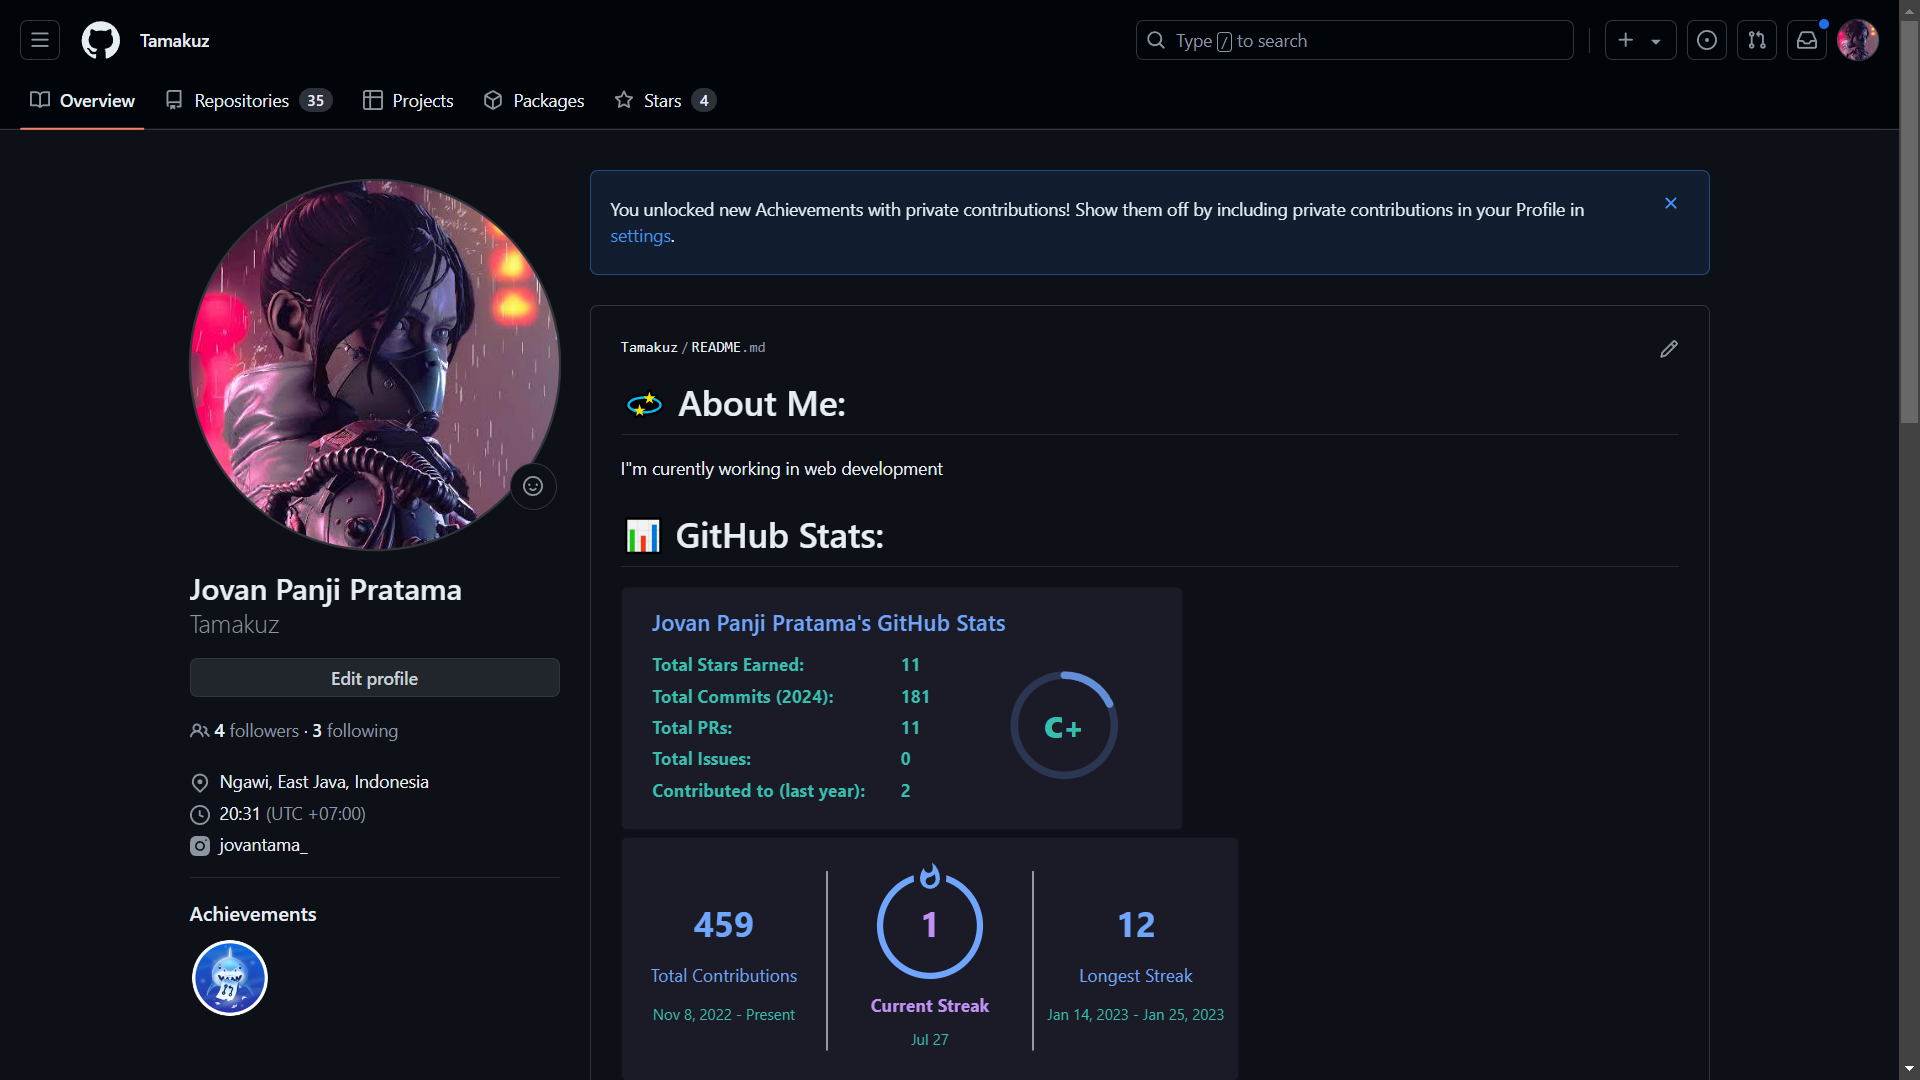 Tamakuz
Type / to search
Overview
Repositories 35
Projects
Packages
Stars 4
You unlocked new Achievements with private contributions! Show them off by including private contributions in your Profile in
settings.
Tamakuz/README.md
About Me:
I"m curently working in web development
GitHub Stats:
Jovan Panji Pratama's GitHub Stats
Total Stars Earned: 11
Total Commits (2024): 181
Total PRs: 11
Total Issues: 0
Contributed to (last year): 2
C+
459
Total Contributions
Nov 8, 2022 - Present
1
Current Streak
Jul 27
12
Longest Streak
Jan 14, 2023 - Jan 25, 2023
Jovan Panji Pratama
Tamakuz
Edit profile
4 followers · 3 following
Ngawi, East Java, Indonesia
20:31 (UTC +07:00)
jovantama_
Achievements